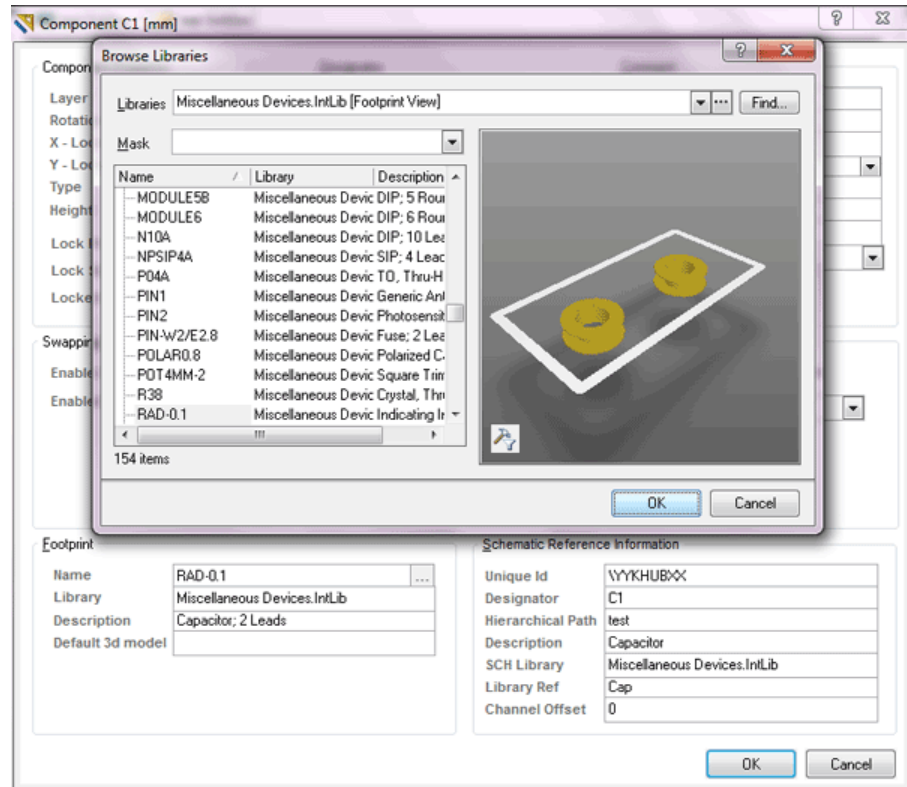 Component C1 [mm]
Browse Libraries
Compon
Layer
Rotatio
X - Lo
Y - Lo
Type
Height
Lock
Lock
Locke
Libraries Miscellaneous Devices.IntLib [Footprint View] Find...
Mask
Name Library Description
MODULE5B Miscellaneous Devic DIP; 5 Rour
MODULE6 Miscellaneous Devic DIP; 6 Rour
N10A Miscellaneous Devic DIP; 10 Lea
NPSIP4A Miscellaneous Devic SIP; 4 Leac
P04A Miscellaneous Devic TO, Thru-H
PIN1 Miscellaneous Devic Generic Ant
PIN2 Miscellaneous Devic Photosensit
PIN-W2/E2.8 Miscellaneous Devic Fuse; 2 Lea
POLAR0.8 Miscellaneous Devic Polarized C
POT4MM-2 Miscellaneous Devic Square Trim
R38 Miscellaneous Devic Crystal, Thru
RAD-0.1 Miscellaneous Devic Indicating Ir
154 items
OK Cancel
Swappin
Enable
Enable
Footprint
Name RAD-0.1 ...
Library Miscellaneous Devices.IntLib
Description Capacitor; 2 Leads
Default 3d model
Schematic Reference Information
Unique Id \YYKHUBXX
Designator C1
Hierarchical Path test
Description Capacitor
SCH Library Miscellaneous Devices.IntLib
Library Ref Cap
Channel Offset 0
OK Cancel